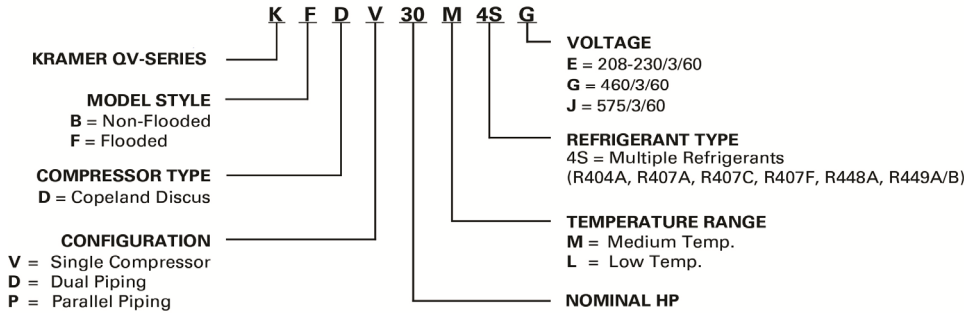 K F D V 30 M 4S G
KRAMER QV-SERIES
MODEL STYLE
B = Non-Flooded
F = Flooded
COMPRESSOR TYPE
D = Copeland Discus
CONFIGURATION
V = Single Compressor
D = Dual Piping
P = Parallel Piping
VOLTAGE
E = 208-230/3/60
G = 460/3/60
J = 575/3/60
REFRIGERANT TYPE
4S = Multiple Refrigerants
(R404A, R407A, R407C, R407F, R448A, R449A/B)
TEMPERATURE RANGE
M = Medium Temp.
L = Low Temp.
NOMINAL HP